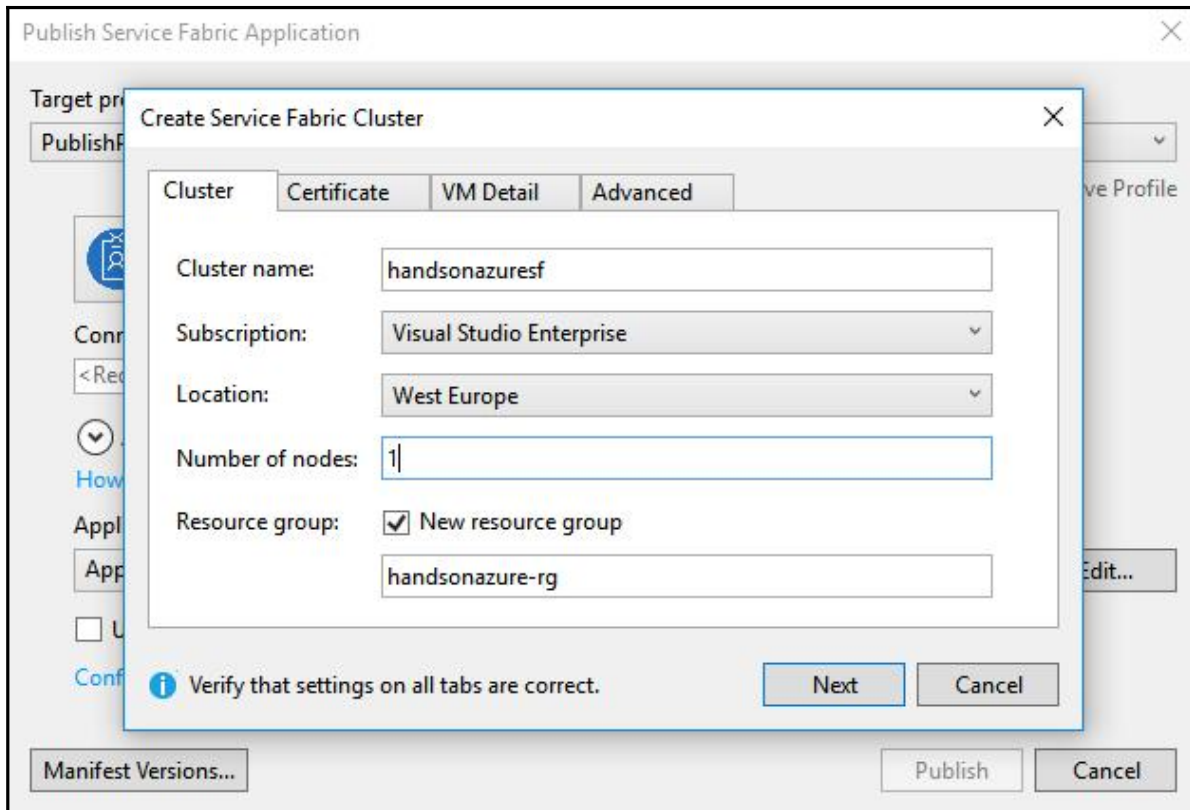 Publish Service Fabric Application
Target pr
Create Service Fabric Cluster
PublishP
Cluster Certificate VM Detail Advanced
ve Profile
Cluster name: handsonazuresf
Subscription: Visual Studio Enterprise
Conn
<Rec
Location: West Europe
Number of nodes: 1
How
Resource group: New resource group
Appl
App
handsonazure-rg
Edit...
U
Conf
Verify that settings on all tabs are correct. Next Cancel
Manifest Versions... Publish Cancel